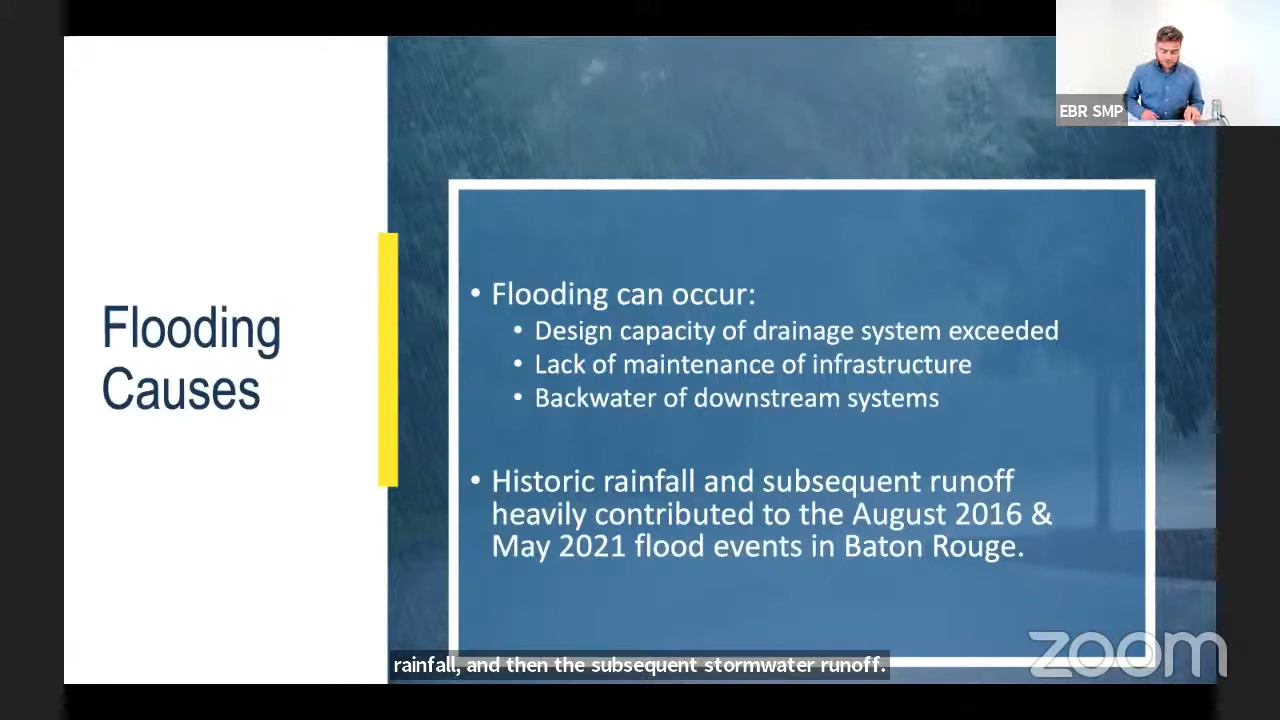 EBR SMP
Flooding
Causes
• Flooding can occur:
• Design capacity of drainage system exceeded
• Lack of maintenance of infrastructure
• Backwater of downstream systems
• Historic rainfall and subsequent runoff
heavily contributed to the August 2016 &
May 2021 flood events in Baton Rouge.
rainfall, and then the subsequent stormwater runoff.
zoom